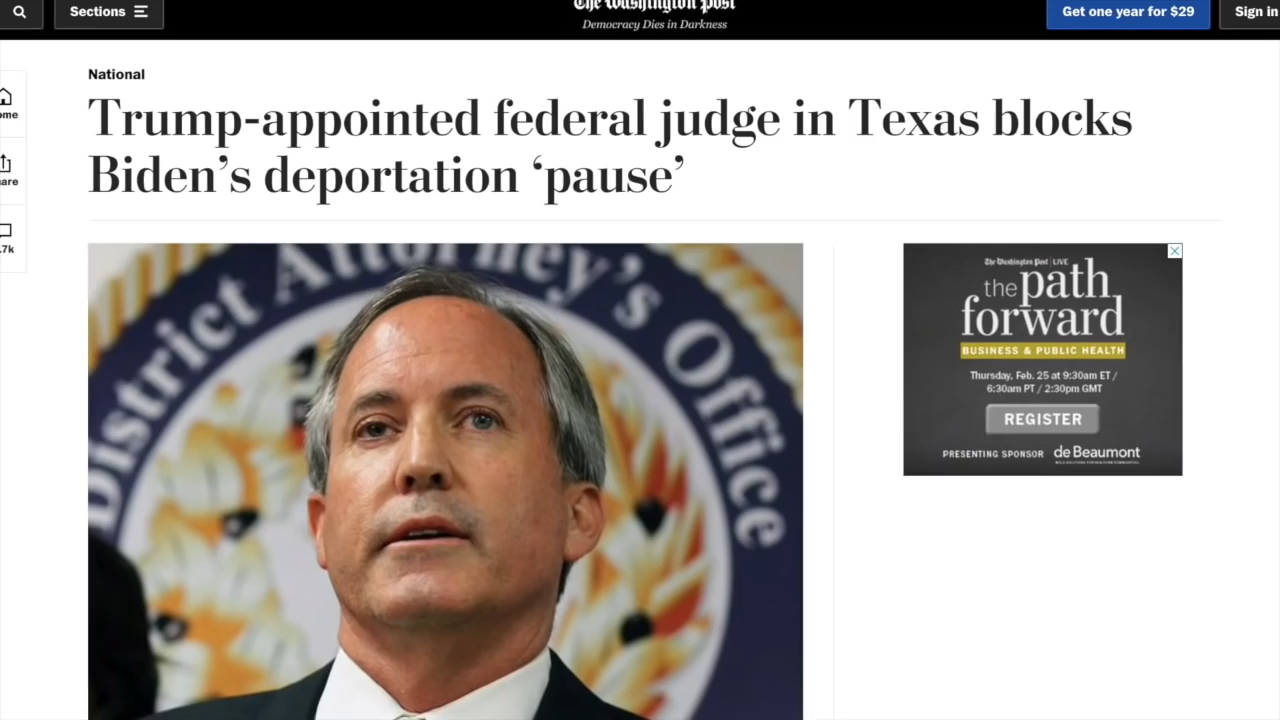 Sections
The Washington Post
Democracy Dies in Darkness
Get one year for $29
Sign in
National
Trump-appointed federal judge in Texas blocks
Biden’s deportation ‘pause’
ome
are
.7k
District Attorney’s Office
The Washington Post | LIVE
the path
forward
BUSINESS & PUBLIC HEALTH
Thursday, Feb. 25 at 9:30am ET /
6:30am PT / 2:30pm GMT
REGISTER
PRESENTING SPONSOR
de Beaumont